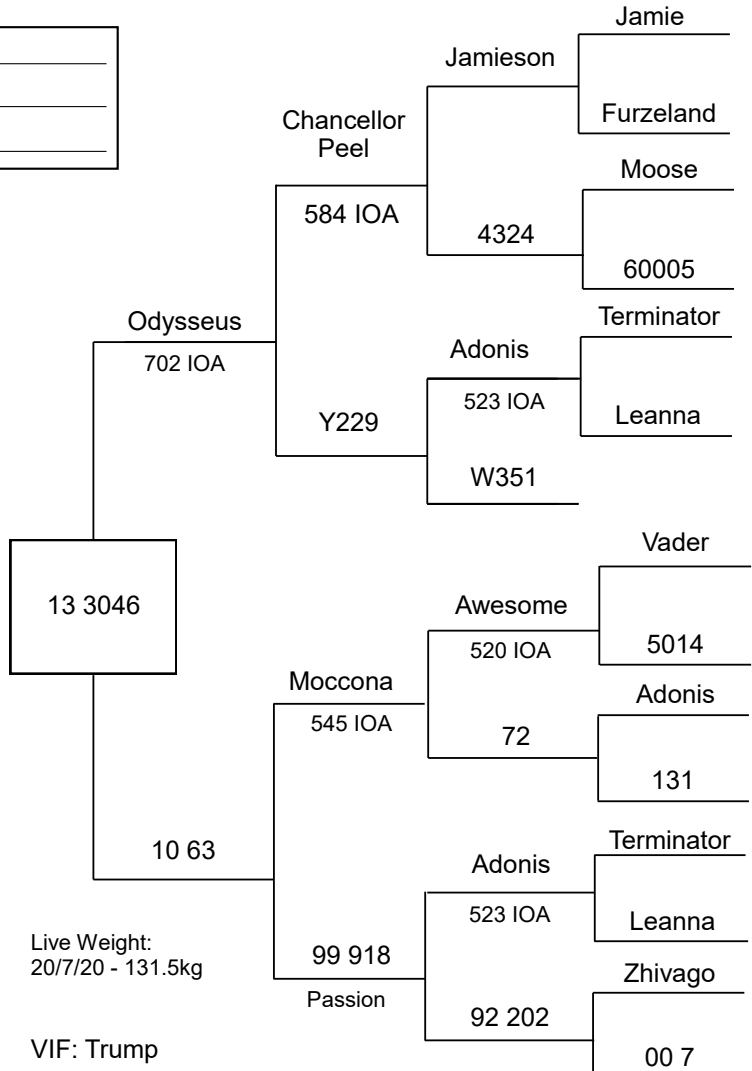 Jamie
Jamieson
Furzeland
Chancellor
Peel
Moose
584 IOA
4324
60005
Odysseus
702 IOA
Terminator
Adonis
523 IOA
Y229
Leanna
W351
Vader
13 3046
Awesome
520 IOA
5014
Moccona
545 IOA
Adonis
72
131
10 63
Terminator
Adonis
523 IOA
Leanna
Live Weight:
20/7/20 - 131.5kg
99 918
Passion
Zhivago
92 202
VIF: Trump
00 7